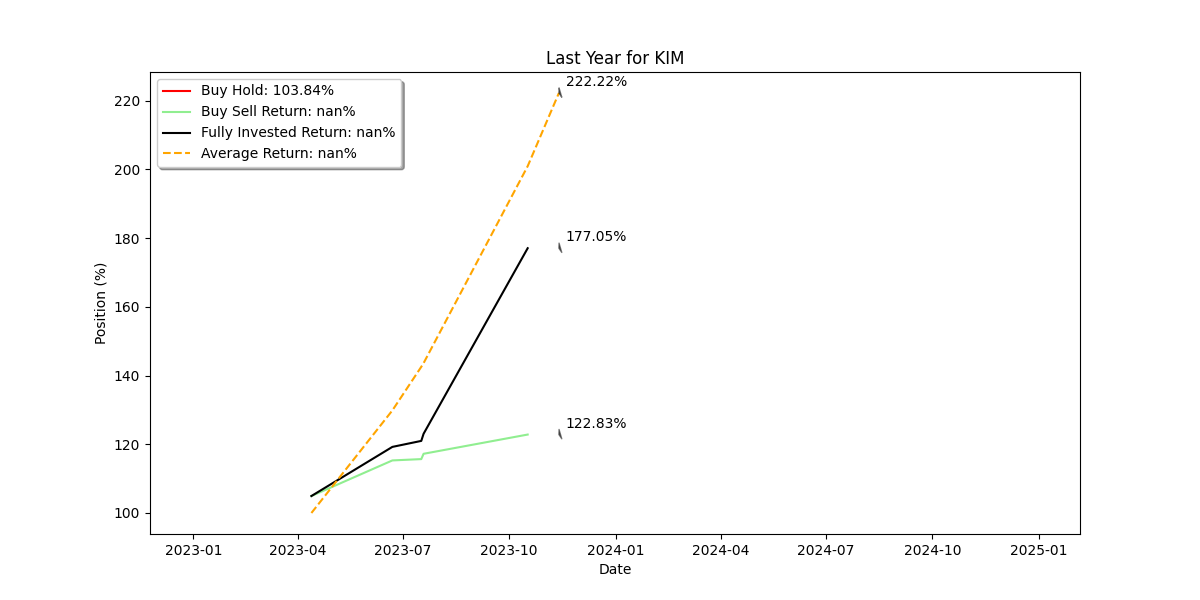 Last Year for KIM
Buy Hold: 103.84%
Buy Sell Return: nan%
Fully Invested Return: nan%
Average Return: nan%
222.22%
177.05%
122.83%
Position (%)
220
200
180
160
140
120
100
2023-01 2023-04 2023-07 2023-10 2024-01 2024-04 2024-07 2024-10 2025-01
Date